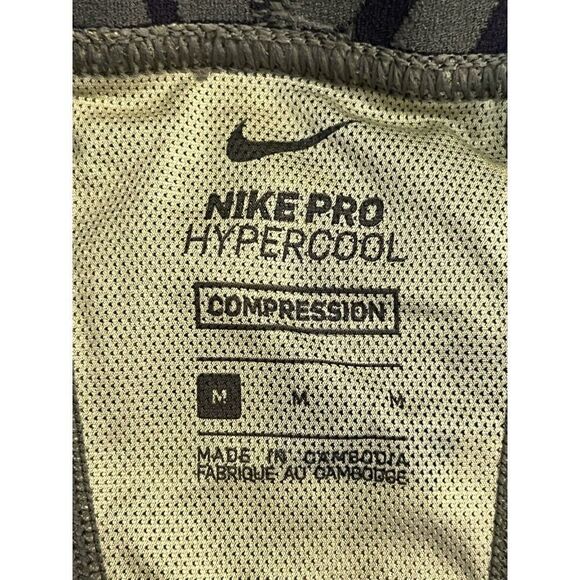 NIKE PRO
HYPERCOOL
COMPRESSION
M M M
MADE IN CAMBODIA
FABRIQUE AU CAMBODGE